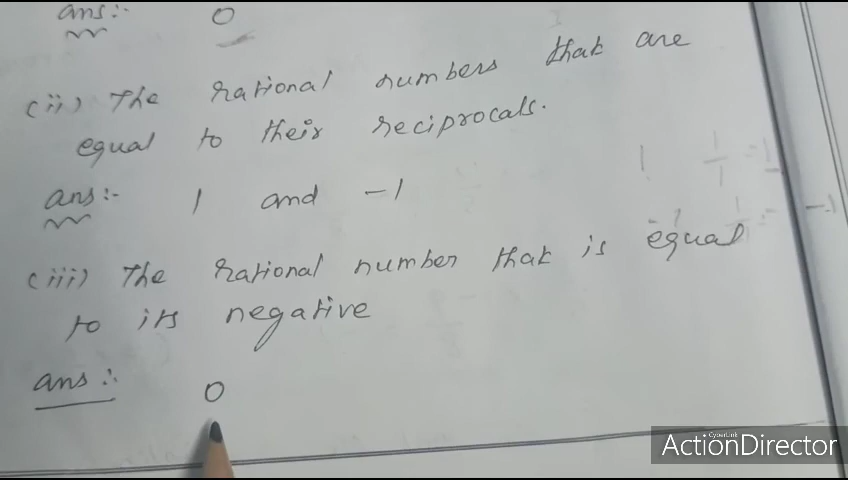 ans:- 0
(ii) The rational numbers that are
equal to their reciprocals.
ans:- 1 and -1
(iii) The rational number that is equal
to its negative
ans:- 0
CyberLink
ActionDirector